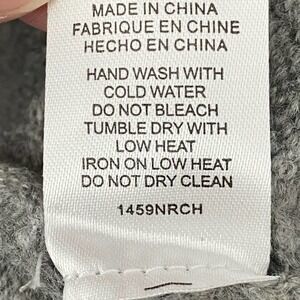 MADE IN CHINA
FABRIQUE EN CHINE
HECHO EN CHINA
HAND WASH WITH
COLD WATER
DO NOT BLEACH
TUMBLE DRY WITH
LOW HEAT
IRON ON LOW HEAT
DO NOT DRY CLEAN
1459NRCH